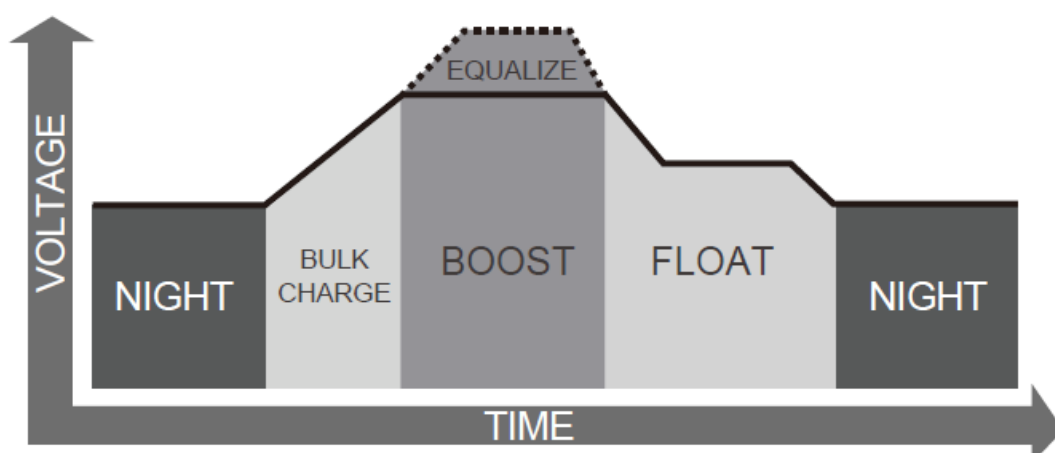 EQUALIZE
VOLTAGE
NIGHT
BULK
CHARGE
BOOST
FLOAT
NIGHT
TIME